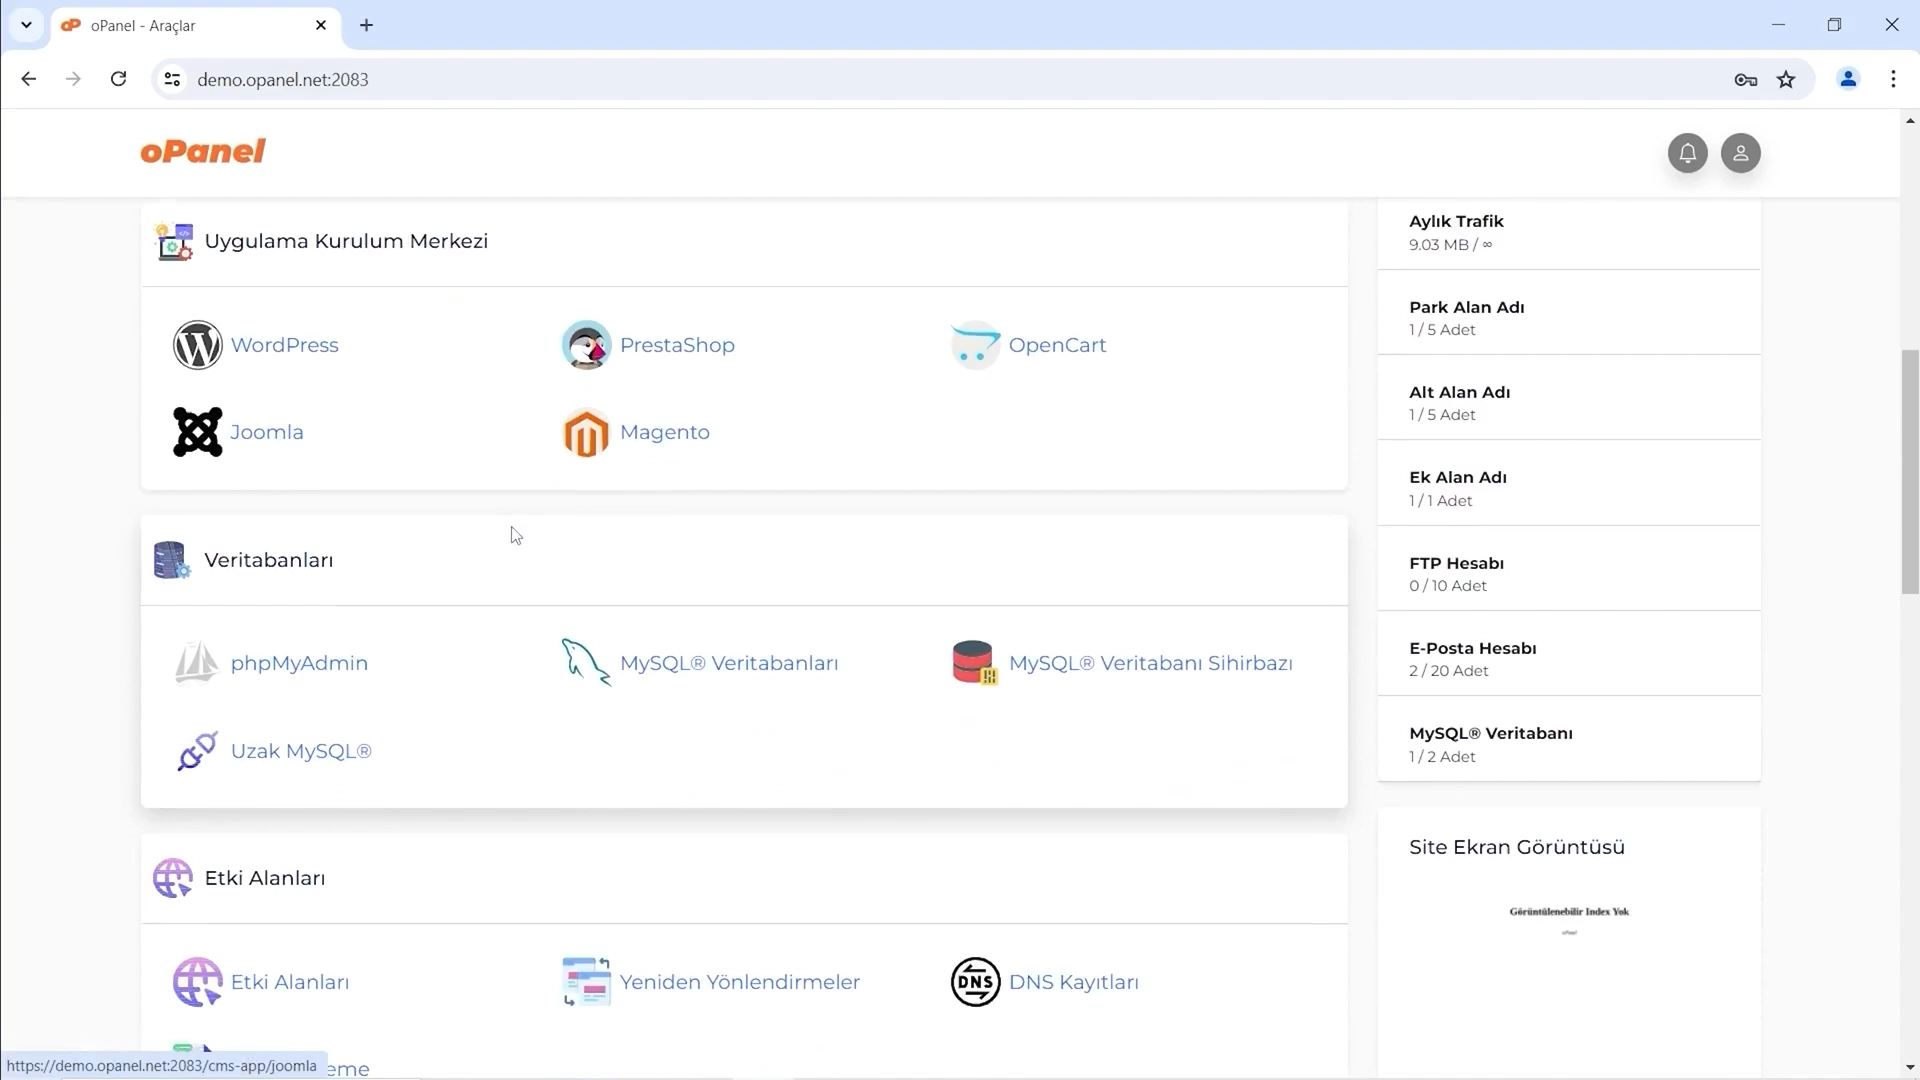 oPanel - Araçlar
demo.opanel.net:2083
oPanel
Uygulama Kurulum Merkezi
WordPress
PrestaShop
OpenCart
Joomla
Magento
Veritabanları
phpMyAdmin
MySQL® Veritabanları
MySQL® Veritabanı Sihirbazı
Uzak MySQL®
Etki Alanları
Etki Alanları
Yeniden Yönlendirmeler
DNS
DNS Kayıtları
eme
https://demo.opanel.net:2083/cms-app/joomla
Aylık Trafik
9.03 MB / ∞
Park Alan Adı
1 / 5 Adet
Alt Alan Adı
1 / 5 Adet
Ek Alan Adı
1 / 1 Adet
FTP Hesabı
0 / 10 Adet
E-Posta Hesabı
2 / 20 Adet
MySQL® Veritabanı
1 / 2 Adet
Site Ekran Görüntüsü
Görüntülenebilir Index Yok
oPanel